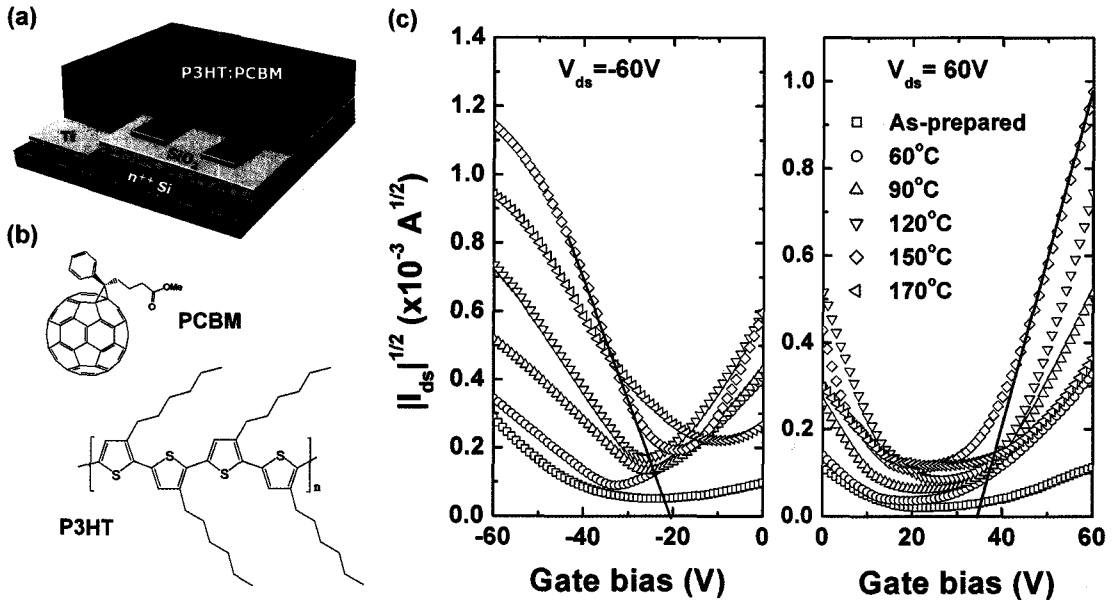 (a)
P3HT:PCBM
Ti
SiO₂
n⁺⁺ Si
(b)
OMe
O
PCBM
S
S
S
S
n
P3HT
(c)
V_ds=-60V
|I_ds|^1/2 (x10^-3 A^1/2)
1.4
1.2
1.0
0.8
0.6
0.4
0.2
0.0
-60
-40
-20
0
Gate bias (V)
V_ds= 60V
As-prepared
60°C
90°C
120°C
150°C
170°C
1.0
0.8
0.6
0.4
0.2
0.0
0
20
40
60
Gate bias (V)